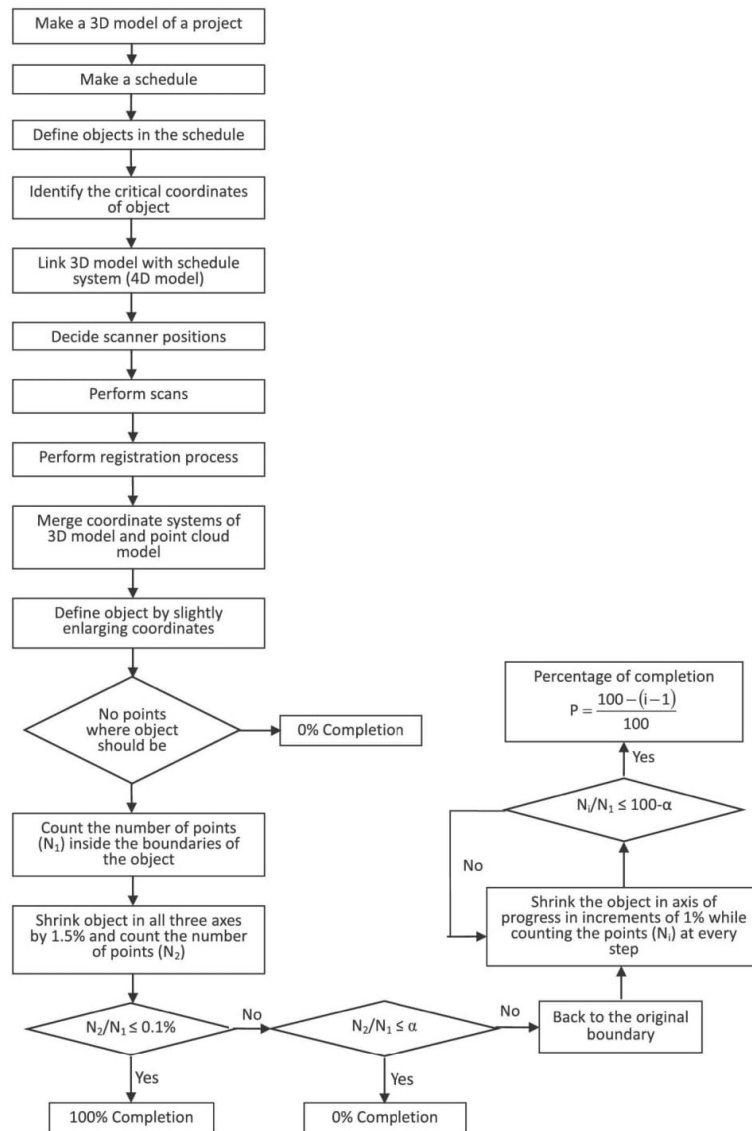 Make a 3D model of a project
Make a schedule
Define objects in the schedule
Identify the critical coordinates
of object
Link 3D model with schedule
system (4D model)
Decide scanner positions
Perform scans
Perform registration process
Merge coordinate systems of
3D model and point cloud
model
Define object by slightly
enlarging coordinates
No points
where object
should be
0% Completion
Count the number of points
(N₁) inside the boundaries of
the object
Shrink object in all three axes
by 1.5% and count the number
of points (N₂)
N₂/N₁ ≤ 0.1%
Yes
100% Completion
No
N₂/N₁ ≤ α
Yes
0% Completion
No
Back to the original
boundary
Shrink the object in axis of
progress in increments of 1% while
counting the points (Nᵢ) at every
step
Nᵢ/N₁ ≤ 100-α
No
Yes
Percentage of completion
P = 100 − (i − 1)
100